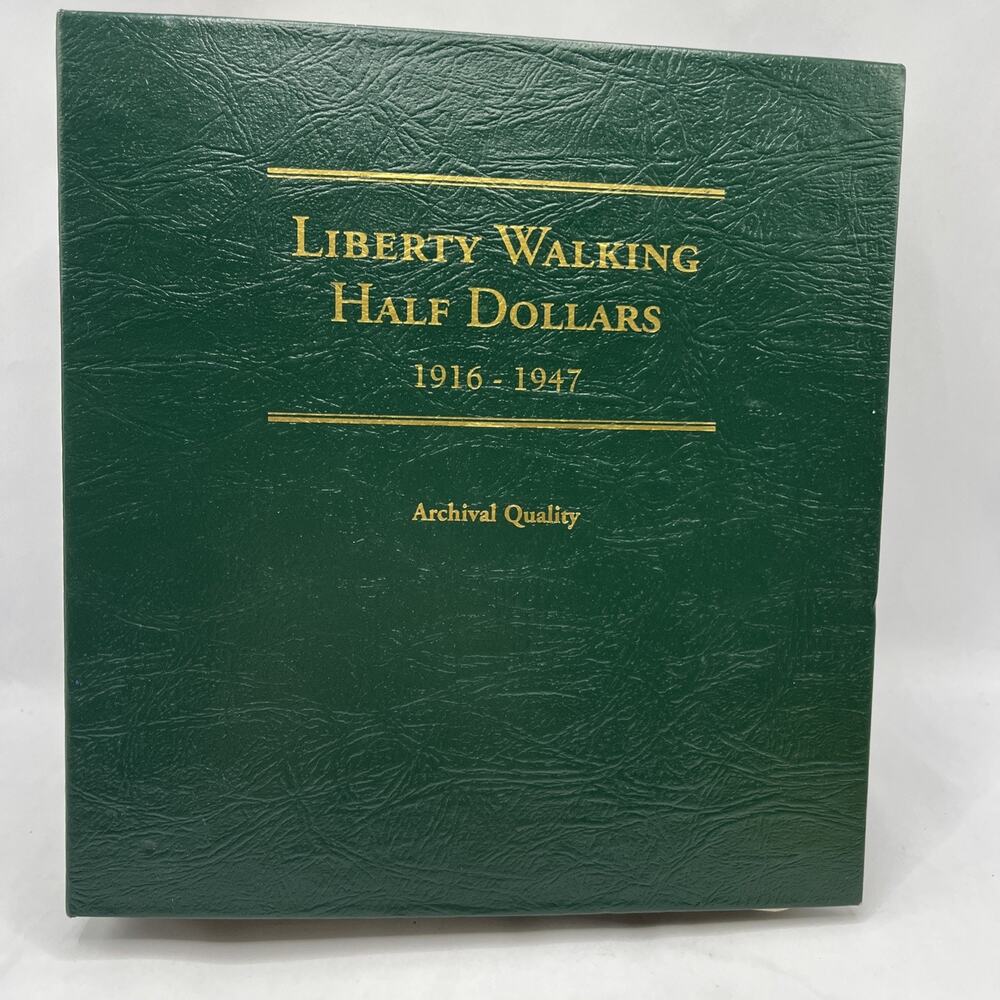 Liberty Walking
Half Dollars
1916 - 1947
Archival Quality